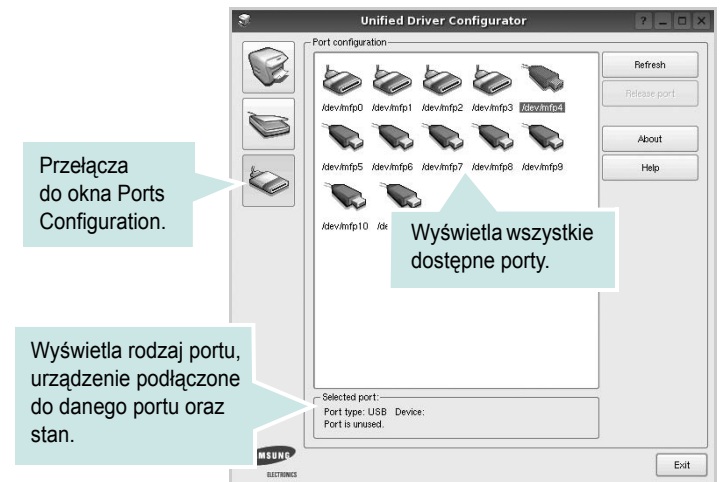 Unified Driver Configurator
Port configuration
/dev/mfp0 /dev/mfp1 /dev/mfp2 /dev/mfp3 /dev/mfp4
/dev/mfp5 /dev/mfp6 /dev/mfp7 /dev/mfp8 /dev/mfp9
/dev/mfp10
Refresh
Release port
About
Help
Przełącza
do okna Ports
Configuration.
Wyświetla wszystkie
dostępne porty.
Wyświetla rodzaj portu,
urządzenie podłączone
do danego portu oraz
stan.
Selected port:
Port type: USB Device:
Port is unused.
ELECTRONICS
Exit